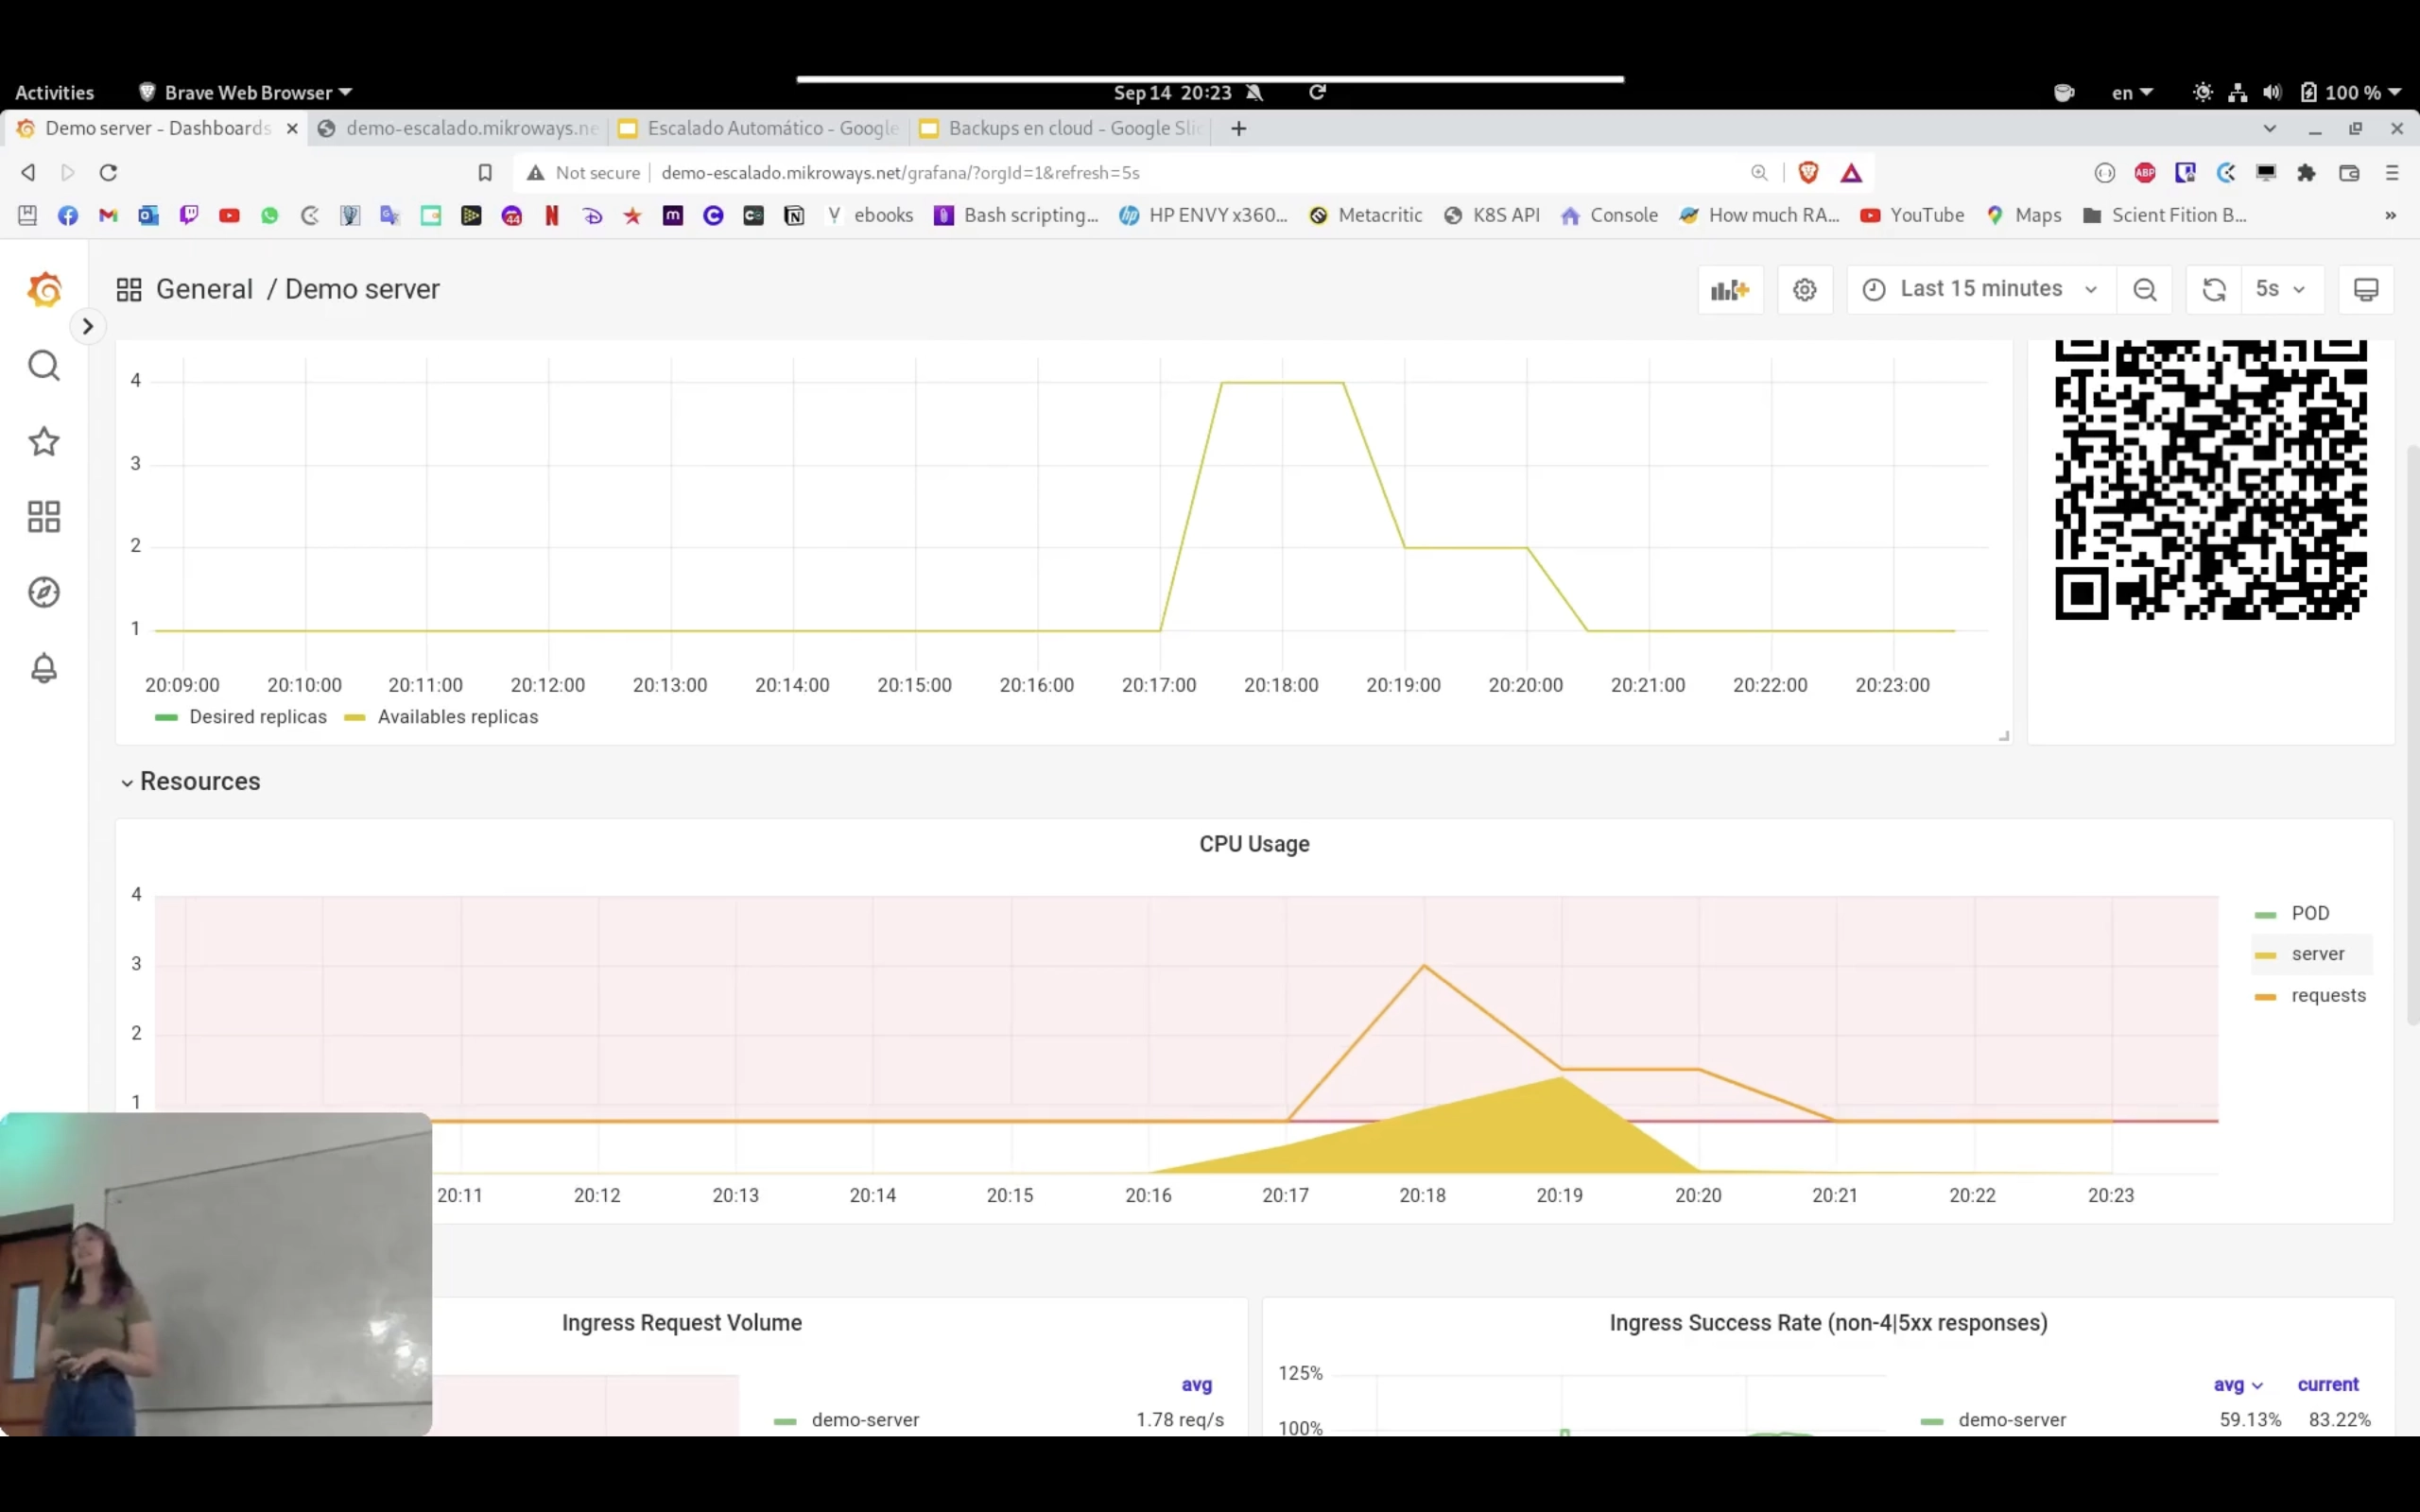 Activities Brave Web Browser Sep 14 20:23 en 100 %
Demo server - Dashboards demo-escalado.mikroways.ne Escalado Automático - Google Backups en cloud - Google Slic
Not secure demo-escalado.mikroways.net/grafana/?orgId=1&refresh=5s
ABP
44 N m C Y ebooks Bash scripting... HP ENVY x360... Metacritic K8S API Console How much RA... YouTube Maps Scient Fition B... »
General / Demo server Last 15 minutes 5s
4
3
2
1
20:09:00 20:10:00 20:11:00 20:12:00 20:13:00 20:14:00 20:15:00 20:16:00 20:17:00 20:18:00 20:19:00 20:20:00 20:21:00 20:22:00 20:23:00
Desired replicas Availables replicas
Resources
CPU Usage
4
3
2
1
POD
server
requests
20:11 20:12 20:13 20:14 20:15 20:16 20:17 20:18 20:19 20:20 20:21 20:22 20:23
Ingress Request Volume
avg
demo-server 1.78 req/s
Ingress Success Rate (non-4|5xx responses)
125%
100%
avg current
demo-server 59.13% 83.22%